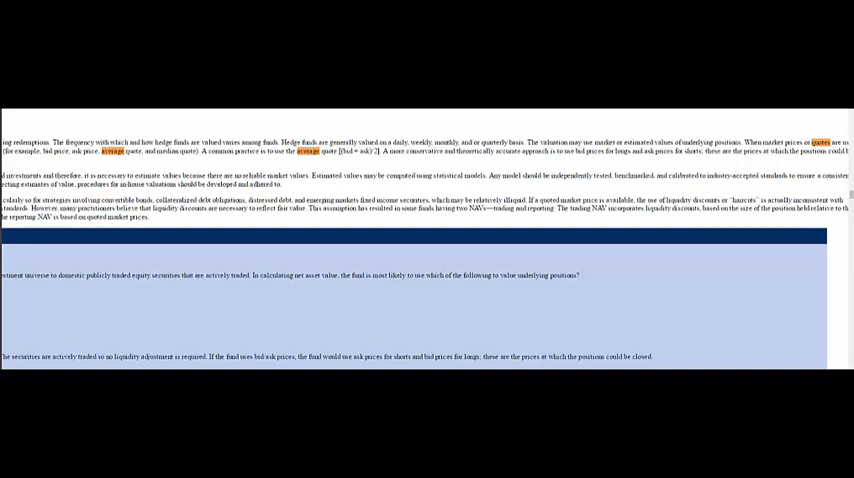 ing redemptions. The frequency with which and how hedge funds are valued varies among funds. Hedge funds are generally valued on a daily, weekly, monthly, and/or quarterly basis. The valuation may use market or estimated values of underlying positions. When market prices or quotes are us
(for example, bid price, ask price, average quote, and median quote). A common practice is to use the average quote [(bid + ask)/2]. A more conservative and theoretically accurate approach is to use bid prices for longs and ask prices for shorts; these are the prices at which the positions could b
d investments and therefore, it is necessary to estimate values because there are no reliable market values. Estimated values may be computed using statistical models. Any model should be independently tested, benchmarked, and calibrated to industry-accepted standards to ensure a consisten
ecting estimates of value, procedures for in-house valuations should be developed and adhered to.
cularly so for strategies involving convertible bonds, collateralized debt obligations, distressed debt, and emerging markets fixed income securities, which may be relatively illiquid. If a quoted market price is available, the use of liquidity discounts or "haircuts" is actually inconsistent with
tandards. However, many practitioners believe that liquidity discounts are necessary to reflect fair value. This assumption has resulted in some funds having two NAVs—trading and reporting. The trading NAV incorporates liquidity discounts, based on the size of the position held relative to th
he reporting NAV is based on quoted market prices.
estment universe to domestic publicly traded equity securities that are actively traded. In calculating net asset value, the fund is most likely to use which of the following to value underlying positions?
The securities are actively traded so no liquidity adjustment is required. If the fund uses bid/ask prices, the fund would use ask prices for shorts and bid prices for longs; these are the prices at which the positions could be closed.